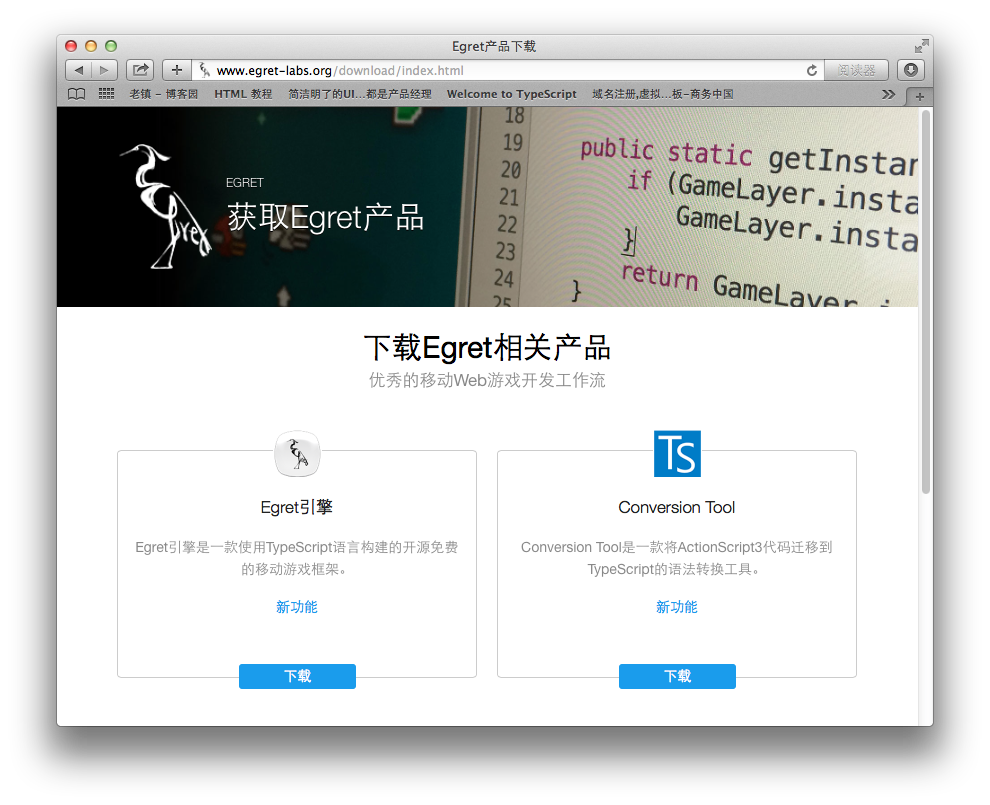 Egret产品下载
www.egret-labs.org/download/index.html
阅读器
老镇 - 博客园 HTML 教程 简洁明了的UI...都是产品经理 Welcome to TypeScript 域名注册,虚拟...板-商务中国
EGRET
获取Egret产品
18
19 public static getInstan
20 if (GameLayer.insta
21 GameLayer.insta
22 }
23 return GameLayer.i
24 }
25
下载Egret相关产品
优秀的移动Web游戏开发工作流
Egret引擎
Egret引擎是一款使用TypeScript语言构建的开源免费
的移动游戏框架。
新功能
下载
TS
Conversion Tool
Conversion Tool是一款将ActionScript3代码迁移到
TypeScript的语法转换工具。
新功能
下载